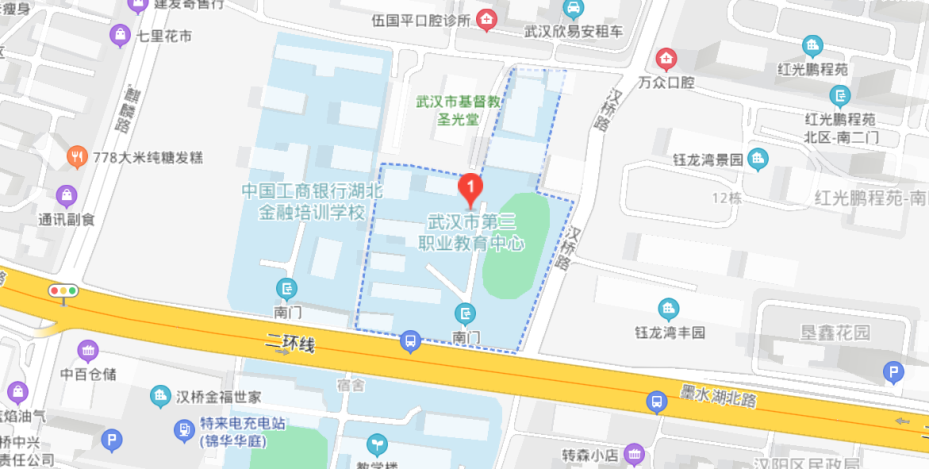 建发寄售行
伍国平口腔诊所
武汉欣易安租车
七里花市
万众口腔
红光鹏程苑
麒麟路
武汉市基督教
圣光堂
汉桥路
红光鹏程苑
北区-南二门
778大米纯糖发糕
钰龙湾景园
12栋
红光鹏程苑-南
中国工商银行湖北
金融培训学校
1
武汉市第三
职业教育中心
通讯副食
汉桥路
南门
南门
钰龙湾丰园
垦鑫花园
二环线
中百仓储
宿舍
P
墨水湖北路
汉桥金福世家
特来电充电站
(锦华华庭)
焰油气
P
桥中兴
责任公司
教学楼
转森小店
汉阳区民政局